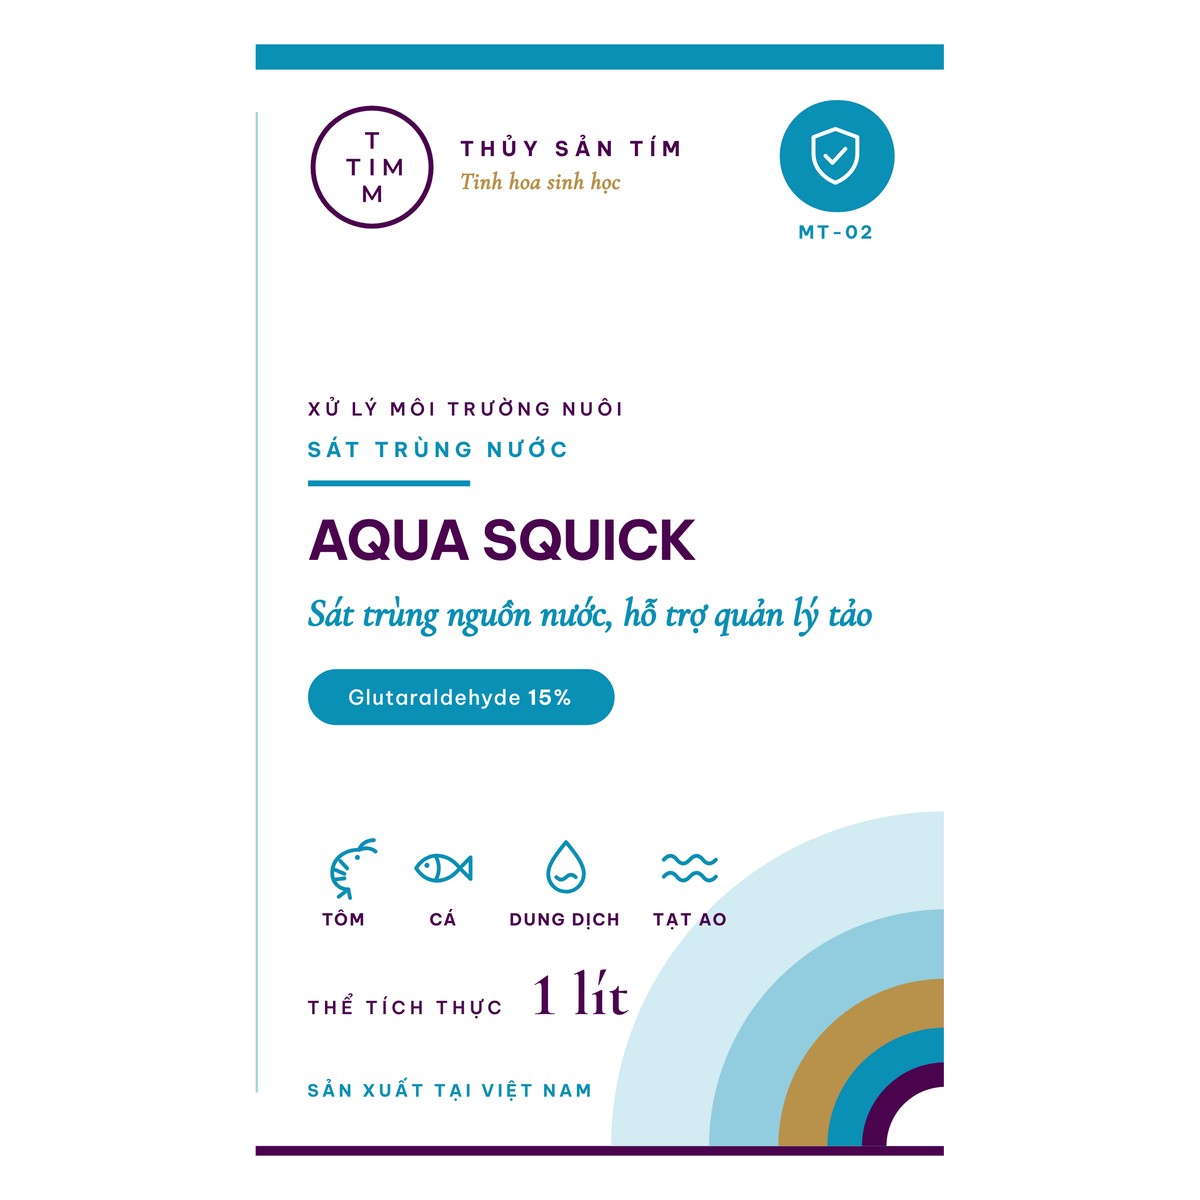 T
TIM
M
THỦY SẢN TÍM
Tinh hoa sinh học
MT-02
XỬ LÝ MÔI TRƯỜNG NUÔI
SÁT TRÙNG NƯỚC
AQUA SQUICK
Sát trùng nguồn nước, hỗ trợ quản lý tảo
Glutaraldehyde 15%
TÔM CÁ DUNG DỊCH TẠT AO
THỂ TÍCH THỰC 1 lít
SẢN XUẤT TẠI VIỆT NAM